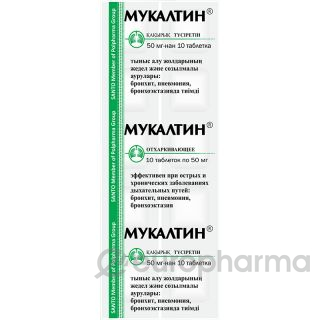 МУКАЛТИН®
ҚАҚЫРЫҚ ТҮСІРЕТІН
50 мг-нан 10 таблетка
тыныс алу жолдарының
жедел және созылмалы
аурулары:
бронхит, пневмония,
бронхоэктазияда тиімді
SANTO Member of Polpharma Group
МУКАЛТИН®
ОТХАРКИВАЮЩЕЕ
10 таблеток по 50 мг
эффективен при острых и
хронических заболеваниях
дыхательных путей:
бронхит, пневмония,
бронхоэктазия
SANTO Member of Polpharma Group
МУКАЛТИН®
ҚАҚЫРЫҚ ТҮСІРЕТІН
50 мг-нан 10 таблетка
тыныс алу жолдарының
жедел және созылмалы
аурулары:
бронхит, пневмония,
бронхоэктазияда тиімді
SANTO Member of Polpharma Group
europharma